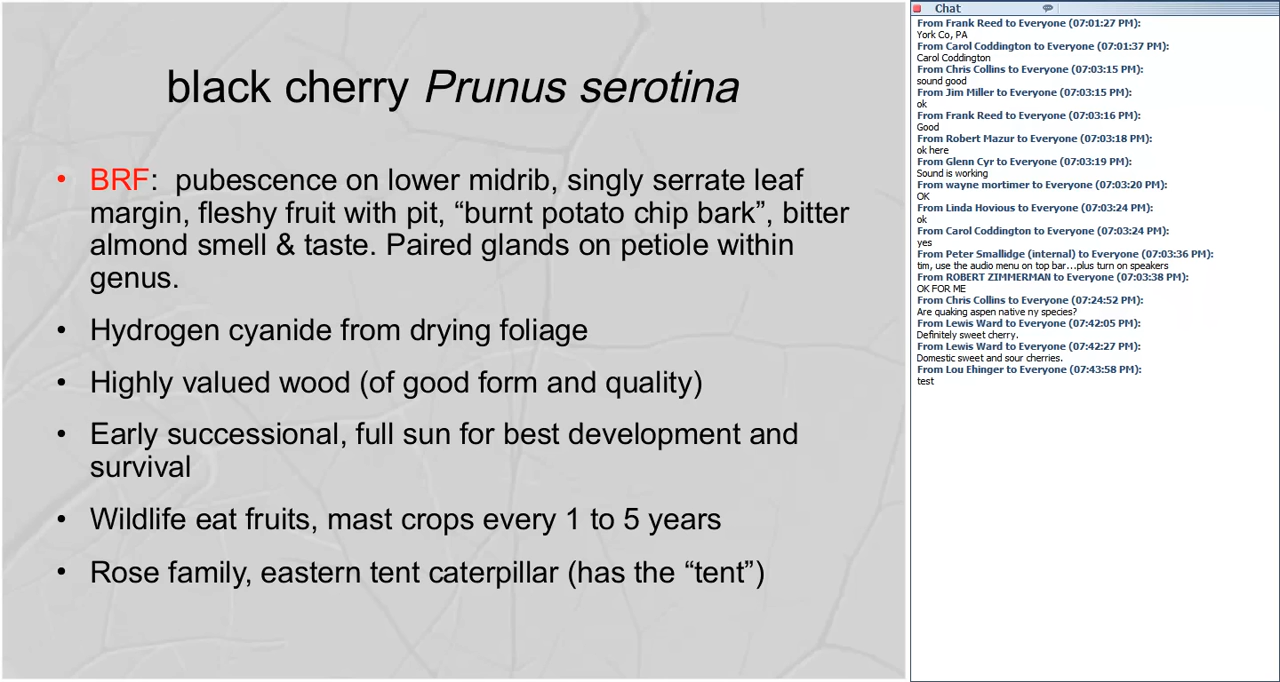 black cherry Prunus serotina
• BRF: pubescence on lower midrib, singly serrate leaf
margin, fleshy fruit with pit, “burnt potato chip bark”, bitter
almond smell & taste. Paired glands on petiole within
genus.
• Hydrogen cyanide from drying foliage
• Highly valued wood (of good form and quality)
• Early successional, full sun for best development and
survival
• Wildlife eat fruits, mast crops every 1 to 5 years
• Rose family, eastern tent caterpillar (has the “tent”)
Chat
From Frank Reed to Everyone (07:01:27 PM):
York Co, PA
From Carol Coddington to Everyone (07:01:37 PM):
Carol Coddington
From Chris Collins to Everyone (07:03:15 PM):
sound good
From Jim Miller to Everyone (07:03:15 PM):
ok
From Frank Reed to Everyone (07:03:16 PM):
Good
From Robert Mazur to Everyone (07:03:18 PM):
ok here
From Glenn Cyr to Everyone (07:03:19 PM):
Sound is working
From wayne mortimer to Everyone (07:03:20 PM):
OK
From Linda Hovious to Everyone (07:03:24 PM):
ok
From Carol Coddington to Everyone (07:03:24 PM):
yes
From Peter Smallidge (internal) to Everyone (07:03:36 PM):
tim, use the audio menu on top bar...plus turn on speakers
From ROBERT ZIMMERMAN to Everyone (07:03:38 PM):
OK FOR ME
From Chris Collins to Everyone (07:24:52 PM):
Are quaking aspen native ny species?
From Lewis Ward to Everyone (07:42:05 PM):
Definitely sweet cherry.
From Lewis Ward to Everyone (07:42:27 PM):
Domestic sweet and sour cherries.
From Lou Ehinger to Everyone (07:43:58 PM):
test